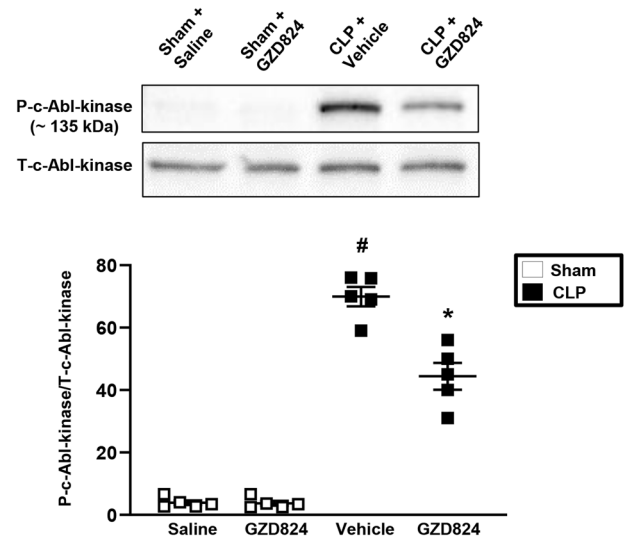 Sham +
Saline
Sham +
GZD824
CLP +
Vehicle
CLP +
GZD824
P-c-Abl-kinase
(~ 135 kDa)
T-c-Abl-kinase
P-c-Abl-kinase/T-c-Abl-kinase
80
60
40
20
0
#
*
Sham
CLP
Saline GZD824 Vehicle GZD824